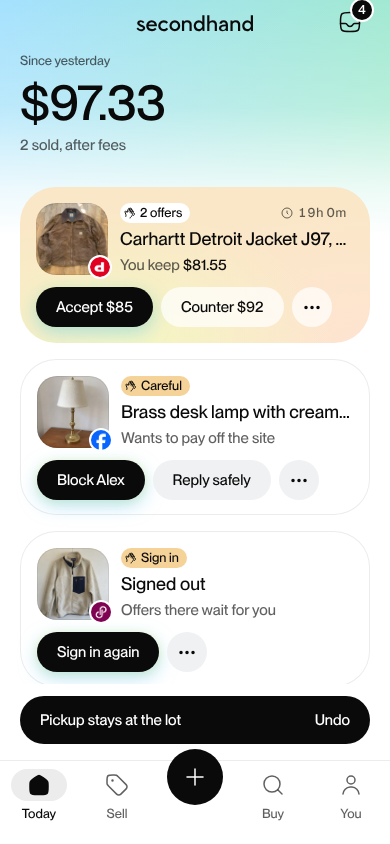 secondhand
4
Since yesterday
$97.33
2 sold, after fees
2 offers
19h 0m
Carhartt Detroit Jacket J97, ...
You keep $81.55
Accept $85
Counter $92
Careful
Brass desk lamp with cream...
Wants to pay off the site
Block Alex
Reply safely
Sign in
Signed out
Offers there wait for you
Sign in again
Pickup stays at the lot
Undo
Today
Sell
Buy
You